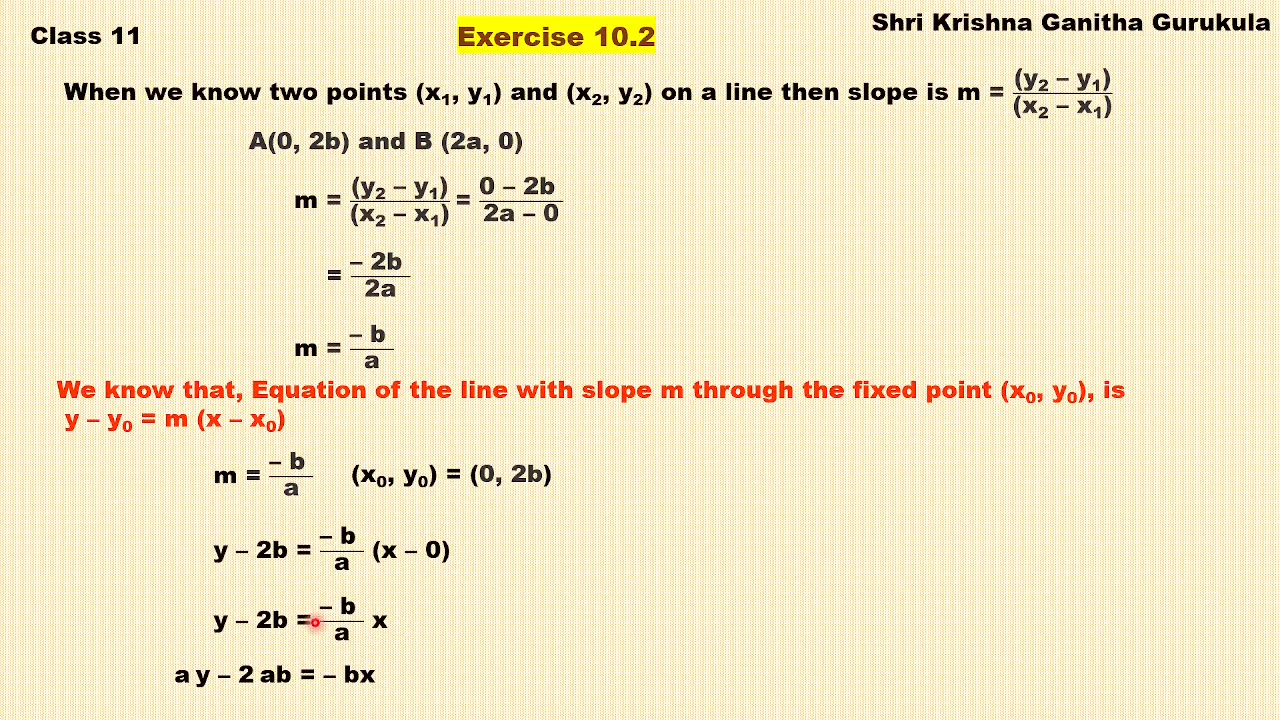 Class 11
Exercise 10.2
Shri Krishna Ganitha Gurukula
When we know two points (x₁, y₁) and (x₂, y₂) on a line then slope is m = (y₂ – y₁)/(x₂ – x₁)
A(0, 2b) and B (2a, 0)
m = (y₂ – y₁)/(x₂ – x₁) = (0 – 2b)/(2a – 0)
= – 2b/2a
m = – b/a
We know that, Equation of the line with slope m through the fixed point (x₀, y₀), is
y – y₀ = m (x – x₀)
m = – b/a (x₀, y₀) = (0, 2b)
y – 2b = – b/a (x – 0)
y – 2b = – b/a x
a y – 2 ab = – bx